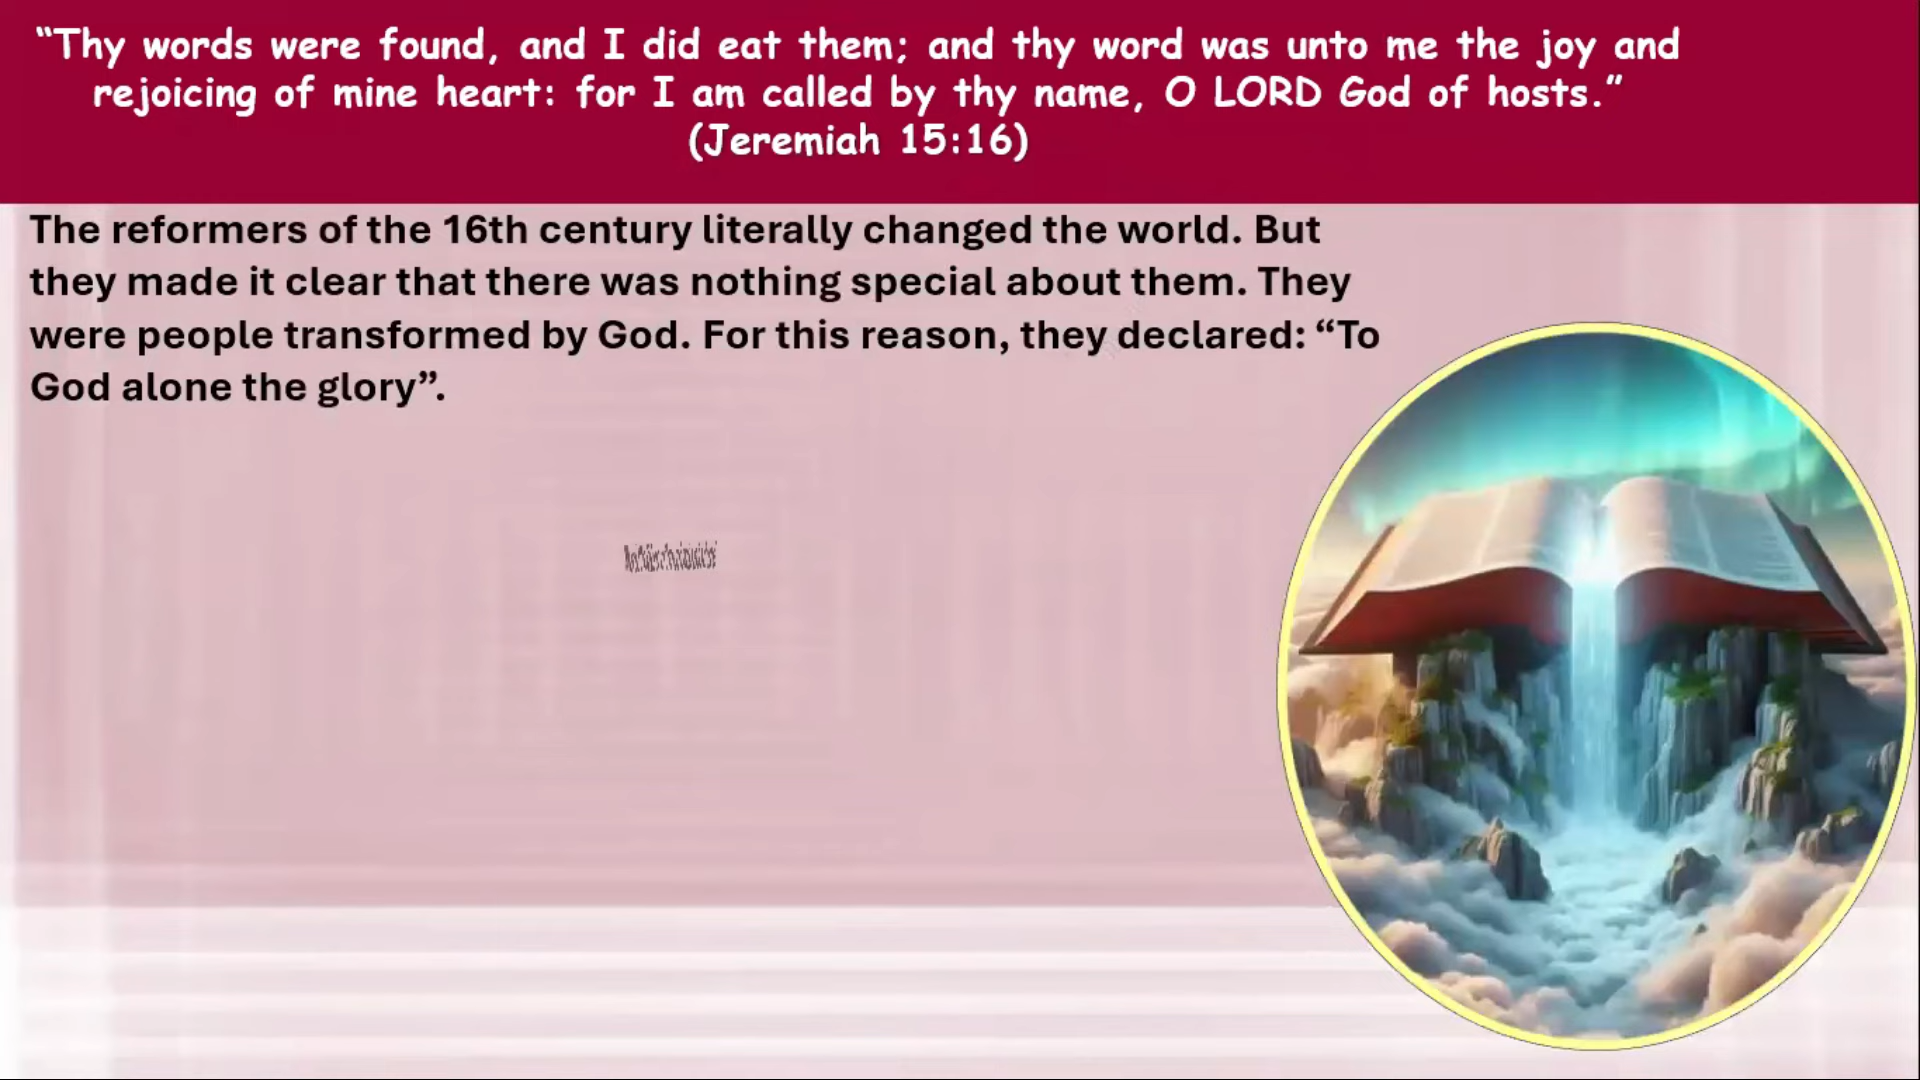 “Thy words were found, and I did eat them; and thy word was unto me the joy and
rejoicing of mine heart: for I am called by thy name, O LORD God of hosts.”
(Jeremiah 15:16)
The reformers of the 16th century literally changed the world. But
they made it clear that there was nothing special about them. They
were people transformed by God. For this reason, they declared: “To
God alone the glory”.